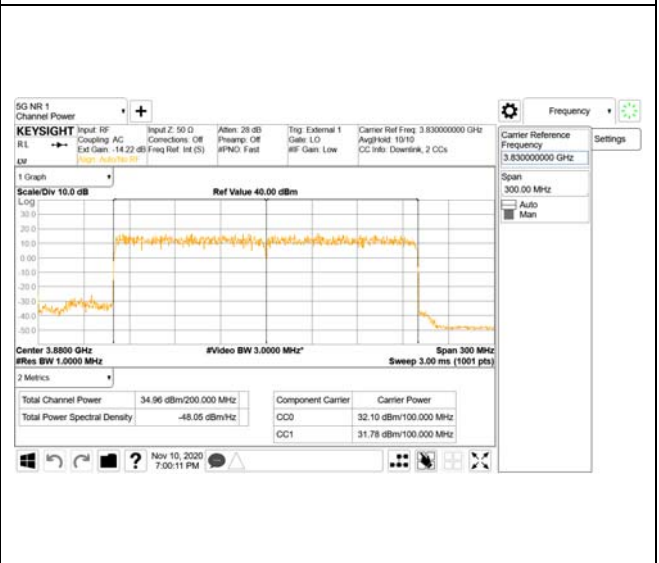 5G NR 1
Channel Power
Frequency
KEYSIGHT
Input: RF
Input Z: 50 Ω
Atten: 28 dB
Trig: External 1
Carrier Ref Freq: 3.830000000 GHz
RL
Coupling: AC
Corrections: Off
Preamp: Off
Gate: LO
Avg|Hold: 10/10
Ext Gain: -14.22 dB
Freq Ref: Int (S)
#PNO: Fast
#IF Gain: Low
CC Info: Downlink, 2 CCs
Align: Auto/No RF
Carrier Reference
Frequency
3.830000000 GHz
Settings
Span
300.00 MHz
Auto
Man
1 Graph
Scale/Div 10.0 dB
Ref Value 40.00 dBm
Log
30.0
20.0
10.0
0.00
-10.0
-20.0
-30.0
-40.0
-50.0
Center 3.8800 GHz
#Video BW 3.0000 MHz*
Span 300 MHz
#Res BW 1.0000 MHz
Sweep 3.00 ms (1001 pts)
2 Metrics
Total Channel Power
34.96 dBm/200.000 MHz
Total Power Spectral Density
-48.05 dBm/Hz
Component Carrier
Carrier Power
CC0
32.10 dBm/100.000 MHz
CC1
31.78 dBm/100.000 MHz
?
Nov 10, 2020
7:00:11 PM